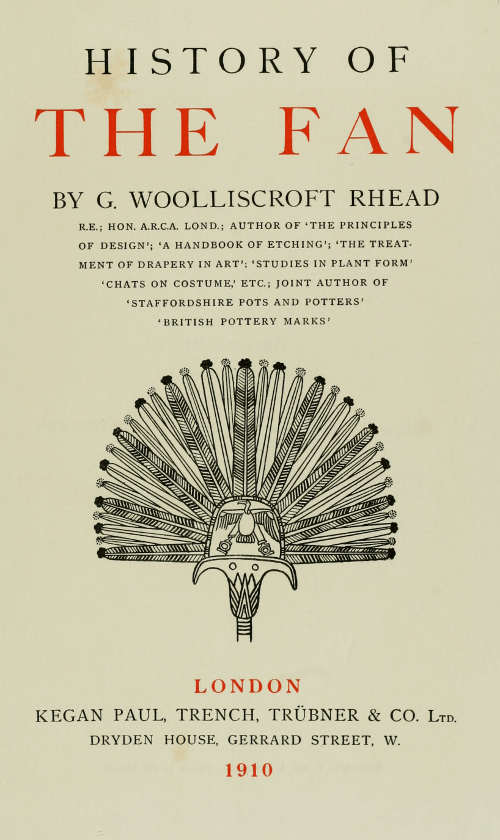 HISTORY OF
THE FAN
BY G. WOOLLISCROFT RHEAD
R.E.; HON. A.R.C.A. LOND.; AUTHOR OF ‘THE PRINCIPLES
OF DESIGN’; ‘A HANDBOOK OF ETCHING’; ‘THE TREAT-
MENT OF DRAPERY IN ART’; ‘STUDIES IN PLANT FORM’
‘CHATS ON COSTUME,’ ETC.; JOINT AUTHOR OF
‘STAFFORDSHIRE POTS AND POTTERS’
‘BRITISH POTTERY MARKS’
LONDON
KEGAN PAUL, TRENCH, TRÜBNER & CO. LTD.
DRYDEN HOUSE, GERRARD STREET, W.
1910